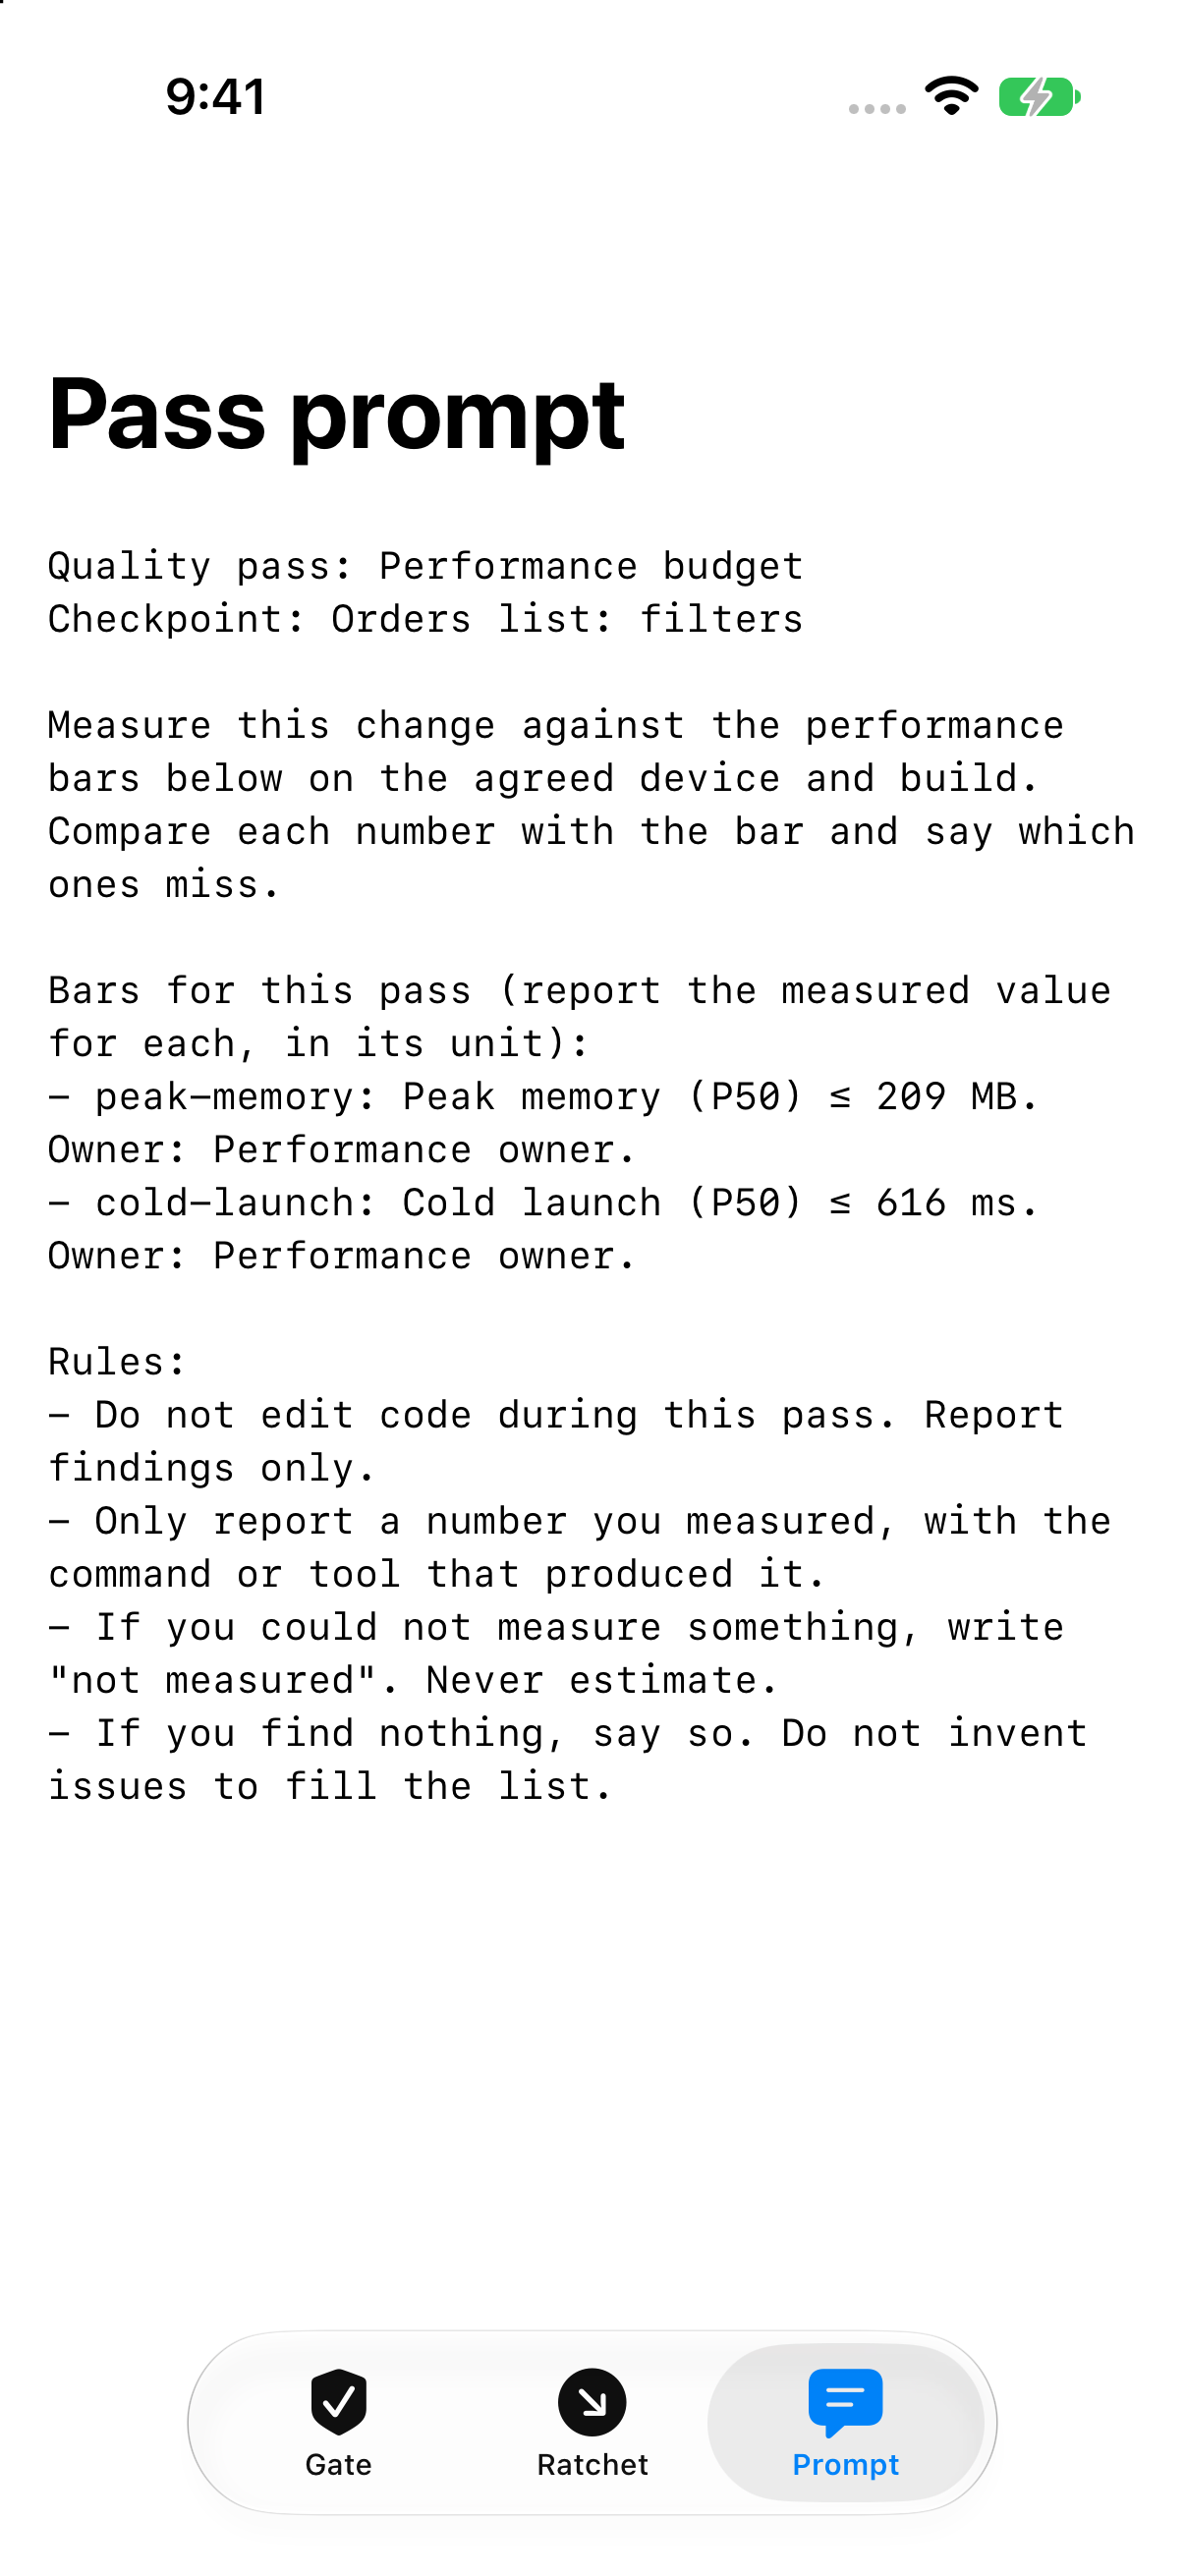 9:41
Pass prompt
Quality pass: Performance budget
Checkpoint: Orders list: filters
Measure this change against the performance
bars below on the agreed device and build.
Compare each number with the bar and say which
ones miss.
Bars for this pass (report the measured value
for each, in its unit):
– peak–memory: Peak memory (P50) ≤ 209 MB.
Owner: Performance owner.
– cold–launch: Cold launch (P50) ≤ 616 ms.
Owner: Performance owner.
Rules:
– Do not edit code during this pass. Report
findings only.
– Only report a number you measured, with the
command or tool that produced it.
– If you could not measure something, write
"not measured". Never estimate.
– If you find nothing, say so. Do not invent
issues to fill the list.
Gate Ratchet Prompt